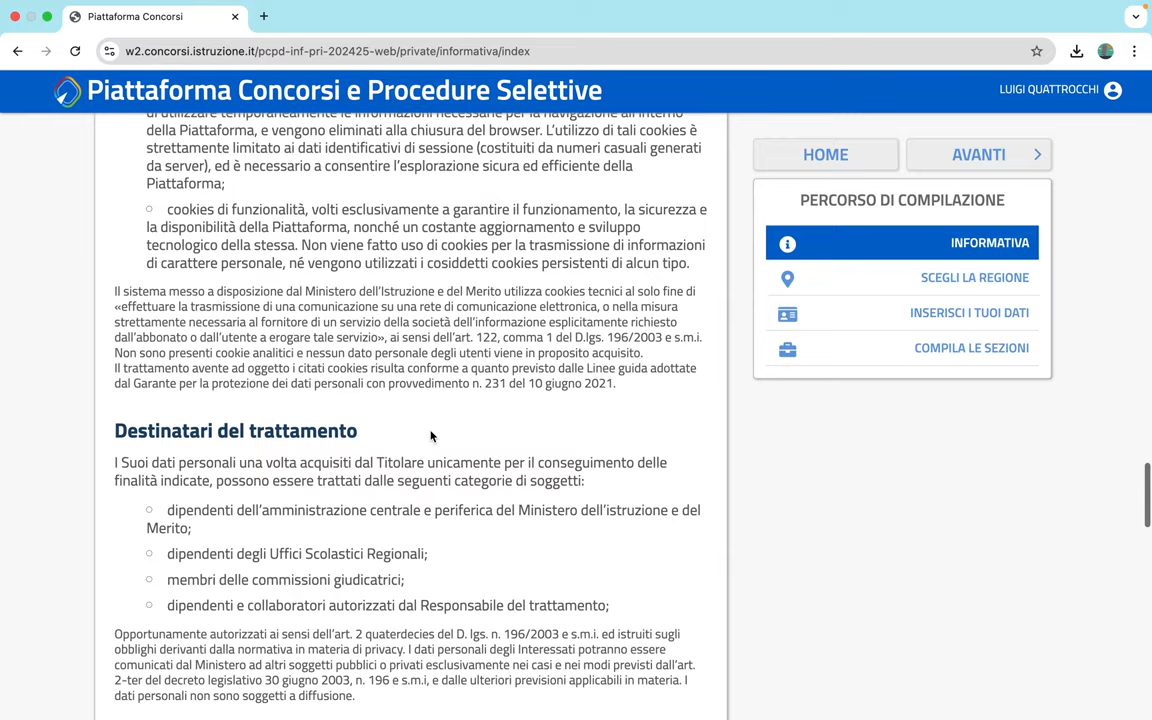 Piattaforma Concorsi
w2.concorsi.istruzione.it/pcpd-inf-pri-202425-web/private/informativa/index
Piattaforma Concorsi e Procedure Selettive
LUIGI QUATTROCCHI
di utilizzare temporaneamente le informazioni necessarie per la navigazione all'interno
della Piattaforma, e vengono eliminati alla chiusura del browser. L'utilizzo di tali cookies è
strettamente limitato ai dati identificativi di sessione (costituiti da numeri casuali generati
da server), ed è necessario a consentire l'esplorazione sicura ed efficiente della
Piattaforma;
cookies di funzionalità, volti esclusivamente a garantire il funzionamento, la sicurezza e
la disponibilità della Piattaforma, nonché un costante aggiornamento e sviluppo
tecnologico della stessa. Non viene fatto uso di cookies per la trasmissione di informazioni
di carattere personale, né vengono utilizzati i cosiddetti cookies persistenti di alcun tipo.
Il sistema messo a disposizione dal Ministero dell'Istruzione e del Merito utilizza cookies tecnici al solo fine di
«effettuare la trasmissione di una comunicazione su una rete di comunicazione elettronica, o nella misura
strettamente necessaria al fornitore di un servizio della società dell'informazione esplicitamente richiesto
dall'abbonato o dall'utente a erogare tale servizio», ai sensi dell'art. 122, comma 1 del D.lgs. 196/2003 e s.m.i.
Non sono presenti cookie analitici e nessun dato personale degli utenti viene in proposito acquisito.
Il trattamento avente ad oggetto i citati cookies risulta conforme a quanto previsto dalle Linee guida adottate
dal Garante per la protezione dei dati personali con provvedimento n. 231 del 10 giugno 2021.
Destinatari del trattamento
I Suoi dati personali una volta acquisiti dal Titolare unicamente per il conseguimento delle
finalità indicate, possono essere trattati dalle seguenti categorie di soggetti:
dipendenti dell'amministrazione centrale e periferica del Ministero dell'istruzione e del
Merito;
dipendenti degli Uffici Scolastici Regionali;
membri delle commissioni giudicatrici;
dipendenti e collaboratori autorizzati dal Responsabile del trattamento;
Opportunamente autorizzati ai sensi dell'art. 2 quaterdecies del D. lgs. n. 196/2003 e s.m.i. ed istruiti sugli
obblighi derivanti dalla normativa in materia di privacy. I dati personali degli Interessati potranno essere
comunicati dal Ministero ad altri soggetti pubblici o privati esclusivamente nei casi e nei modi previsti dall'art.
2-ter del decreto legislativo 30 giugno 2003, n. 196 e s.m.i, e dalle ulteriori previsioni applicabili in materia. I
dati personali non sono soggetti a diffusione.
HOME
AVANTI
PERCORSO DI COMPILAZIONE
INFORMATIVA
SCEGLI LA REGIONE
INSERISCI I TUOI DATI
COMPILA LE SEZIONI